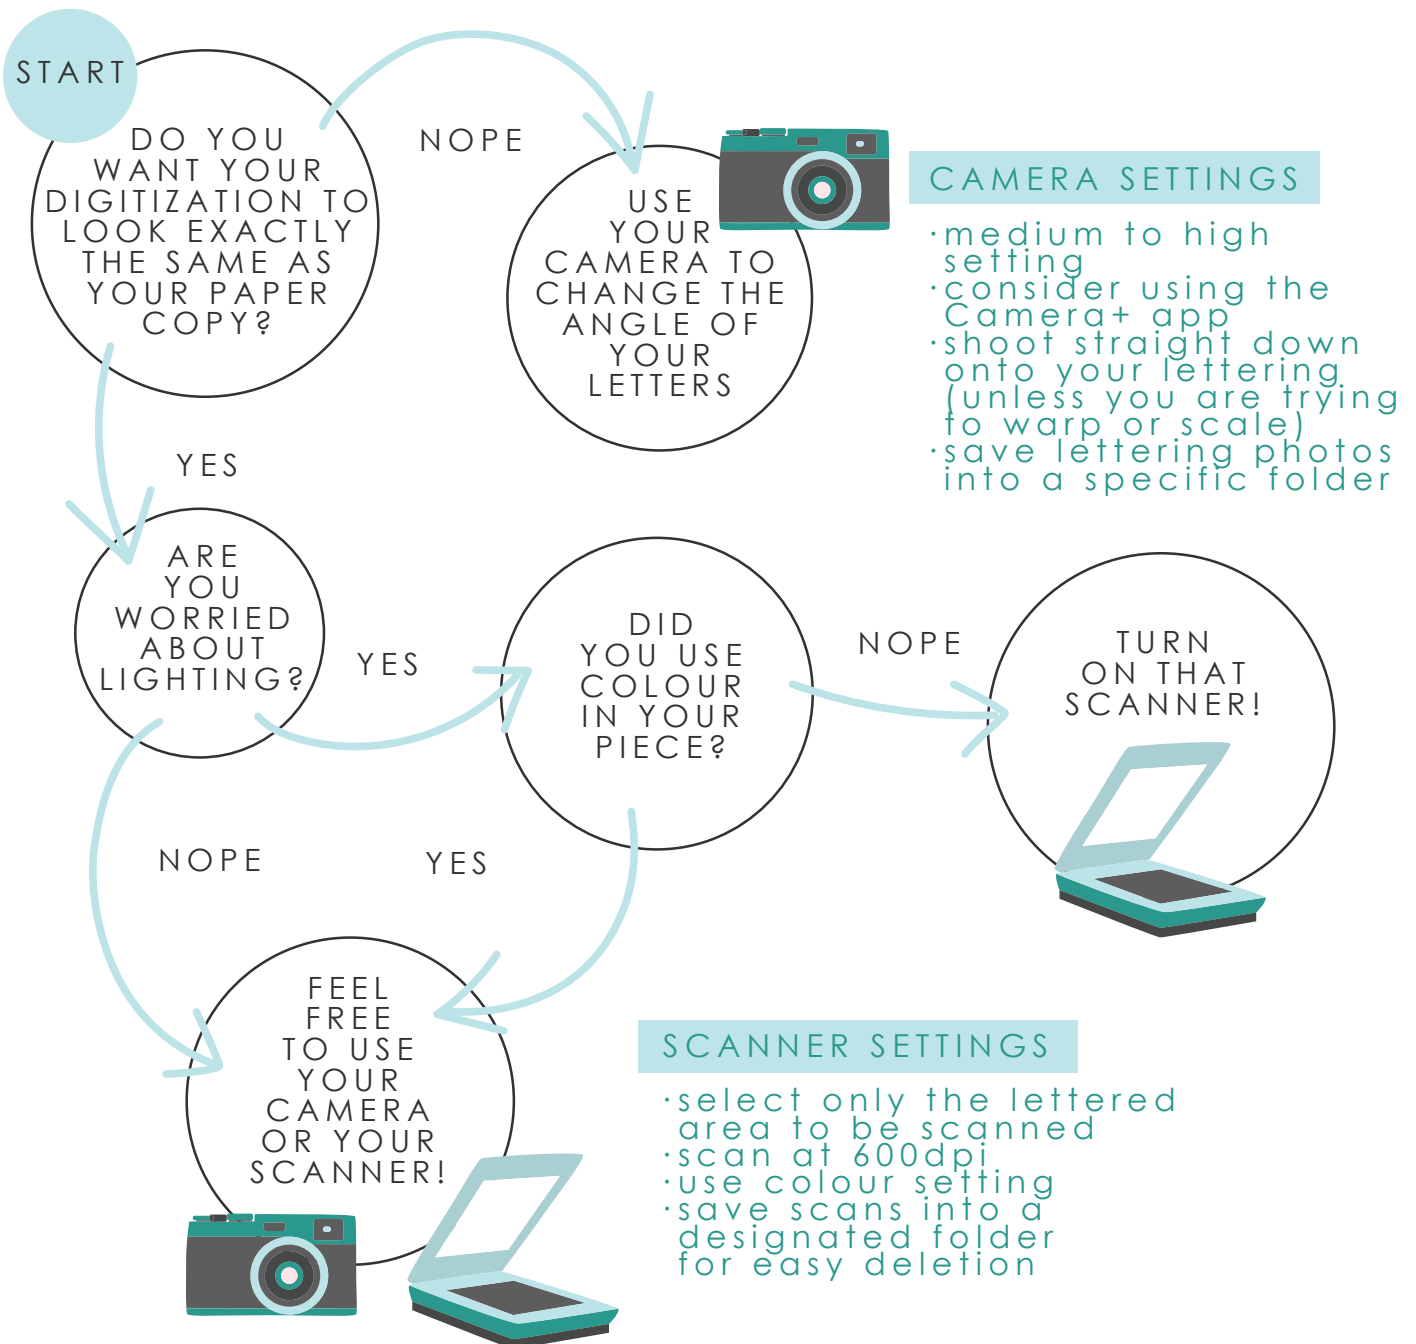 START
DO YOU
WANT YOUR
DIGITIZATION TO
LOOK EXACTLY
THE SAME AS
YOUR PAPER
COPY?
NOPE
USE
YOUR
CAMERA TO
CHANGE THE
ANGLE OF
YOUR
LETTERS
CAMERA SETTINGS
·medium to high
setting
·consider using the
Camera+ app
·shoot straight down
onto your lettering
(unless you are trying
to warp or scale)
·save lettering photos
into a specific folder
YES
ARE
YOU
WORRIED
ABOUT
LIGHTING?
YES
DID
YOU USE
COLOUR
IN YOUR
PIECE?
NOPE
TURN
ON THAT
SCANNER!
NOPE
YES
FEEL
FREE
TO USE
YOUR
CAMERA
OR YOUR
SCANNER!
SCANNER SETTINGS
·select only the lettered
area to be scanned
·scan at 600dpi
·use colour setting
·save scans into a
designated folder
for easy deletion